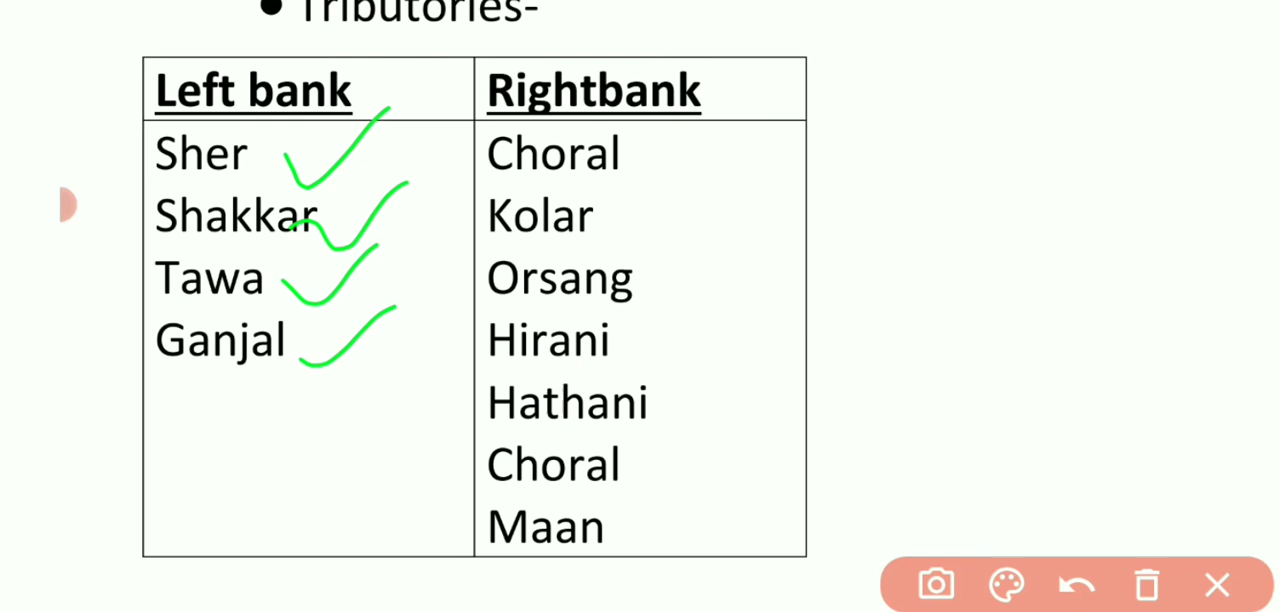 • Tributories-
Left bank Rightbank
Sher Choral
Shakkar Kolar
Tawa Orsang
Ganjal Hirani
Hathani
Choral
Maan